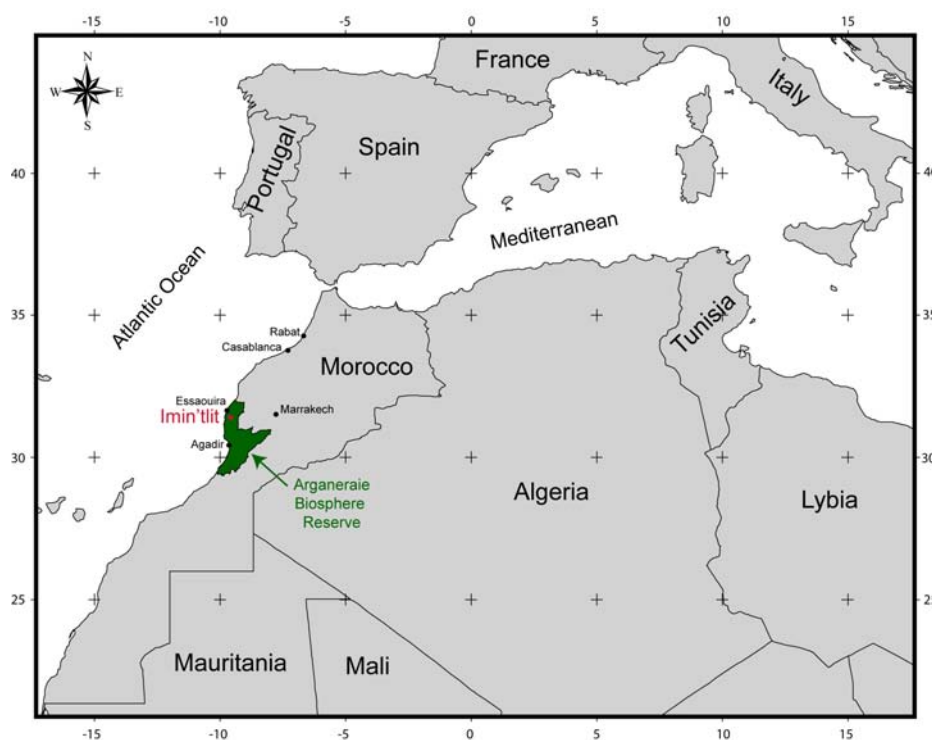 -15 -10 -5 0 5 10 15
N
W E
S
France
Italy
Portugal
Spain
40 40
Mediterranean
Atlantic Ocean
35 35
Rabat
Casablanca
Morocco
Tunisia
Essaouira
Imin'tlit
Marrakech
Agadir
30 30
Arganeraie
Biosphere
Reserve
Algeria
Lybia
25 25
Mauritania
Mali
-15 -10 -5 0 5 10 15